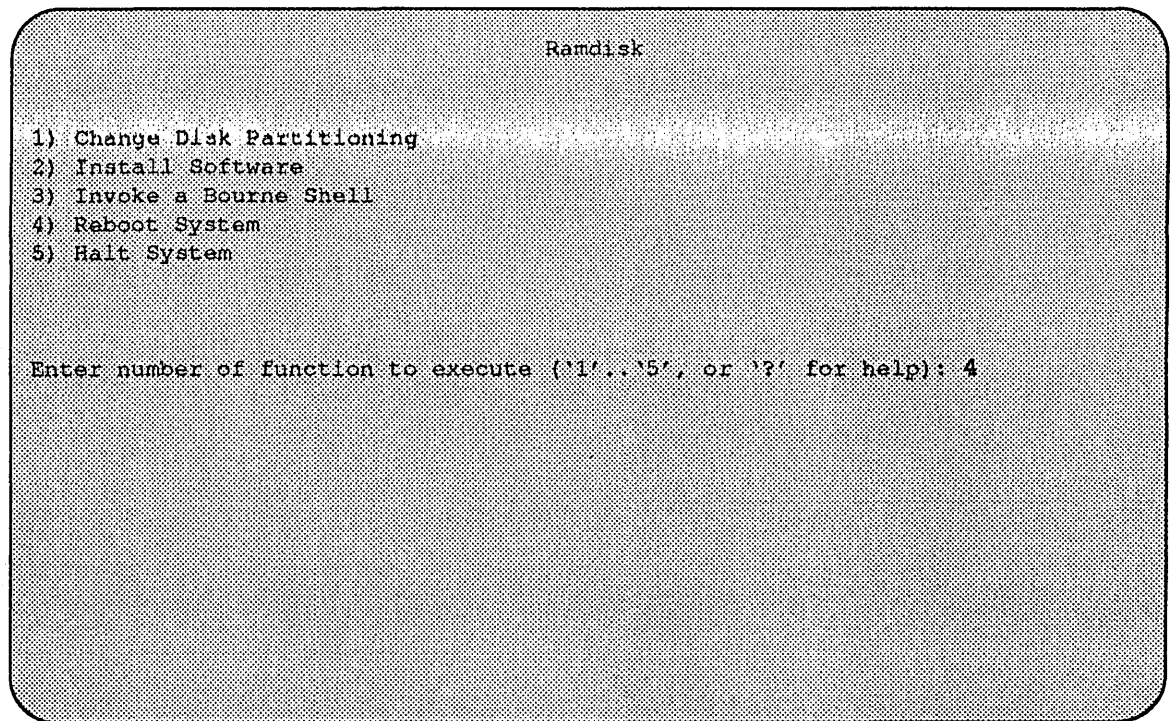 Ramdisk
1) Change Disk Partitioning
2) Install Software
3) Invoke a Bourne Shell
4) Reboot System
5) Halt System
Enter number of function to execute ('1'..'5', or '?' for help): 4